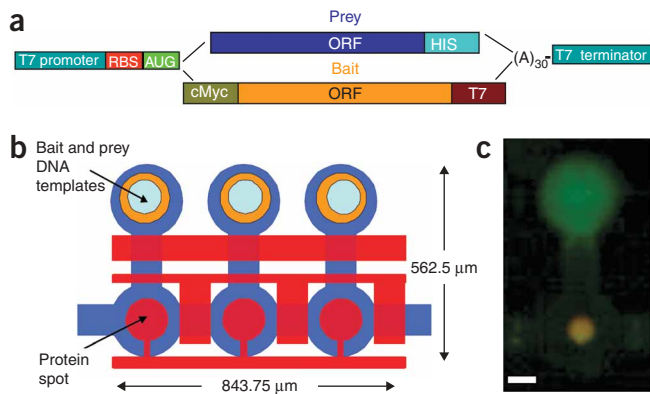 a
Prey
ORF HIS
T7 promoter RBS AUG (A)30- T7 terminator
Bait
cMyc ORF T7
b
Bait and prey
DNA
templates
562.5 µm
Protein
spot
843.75 µm
c